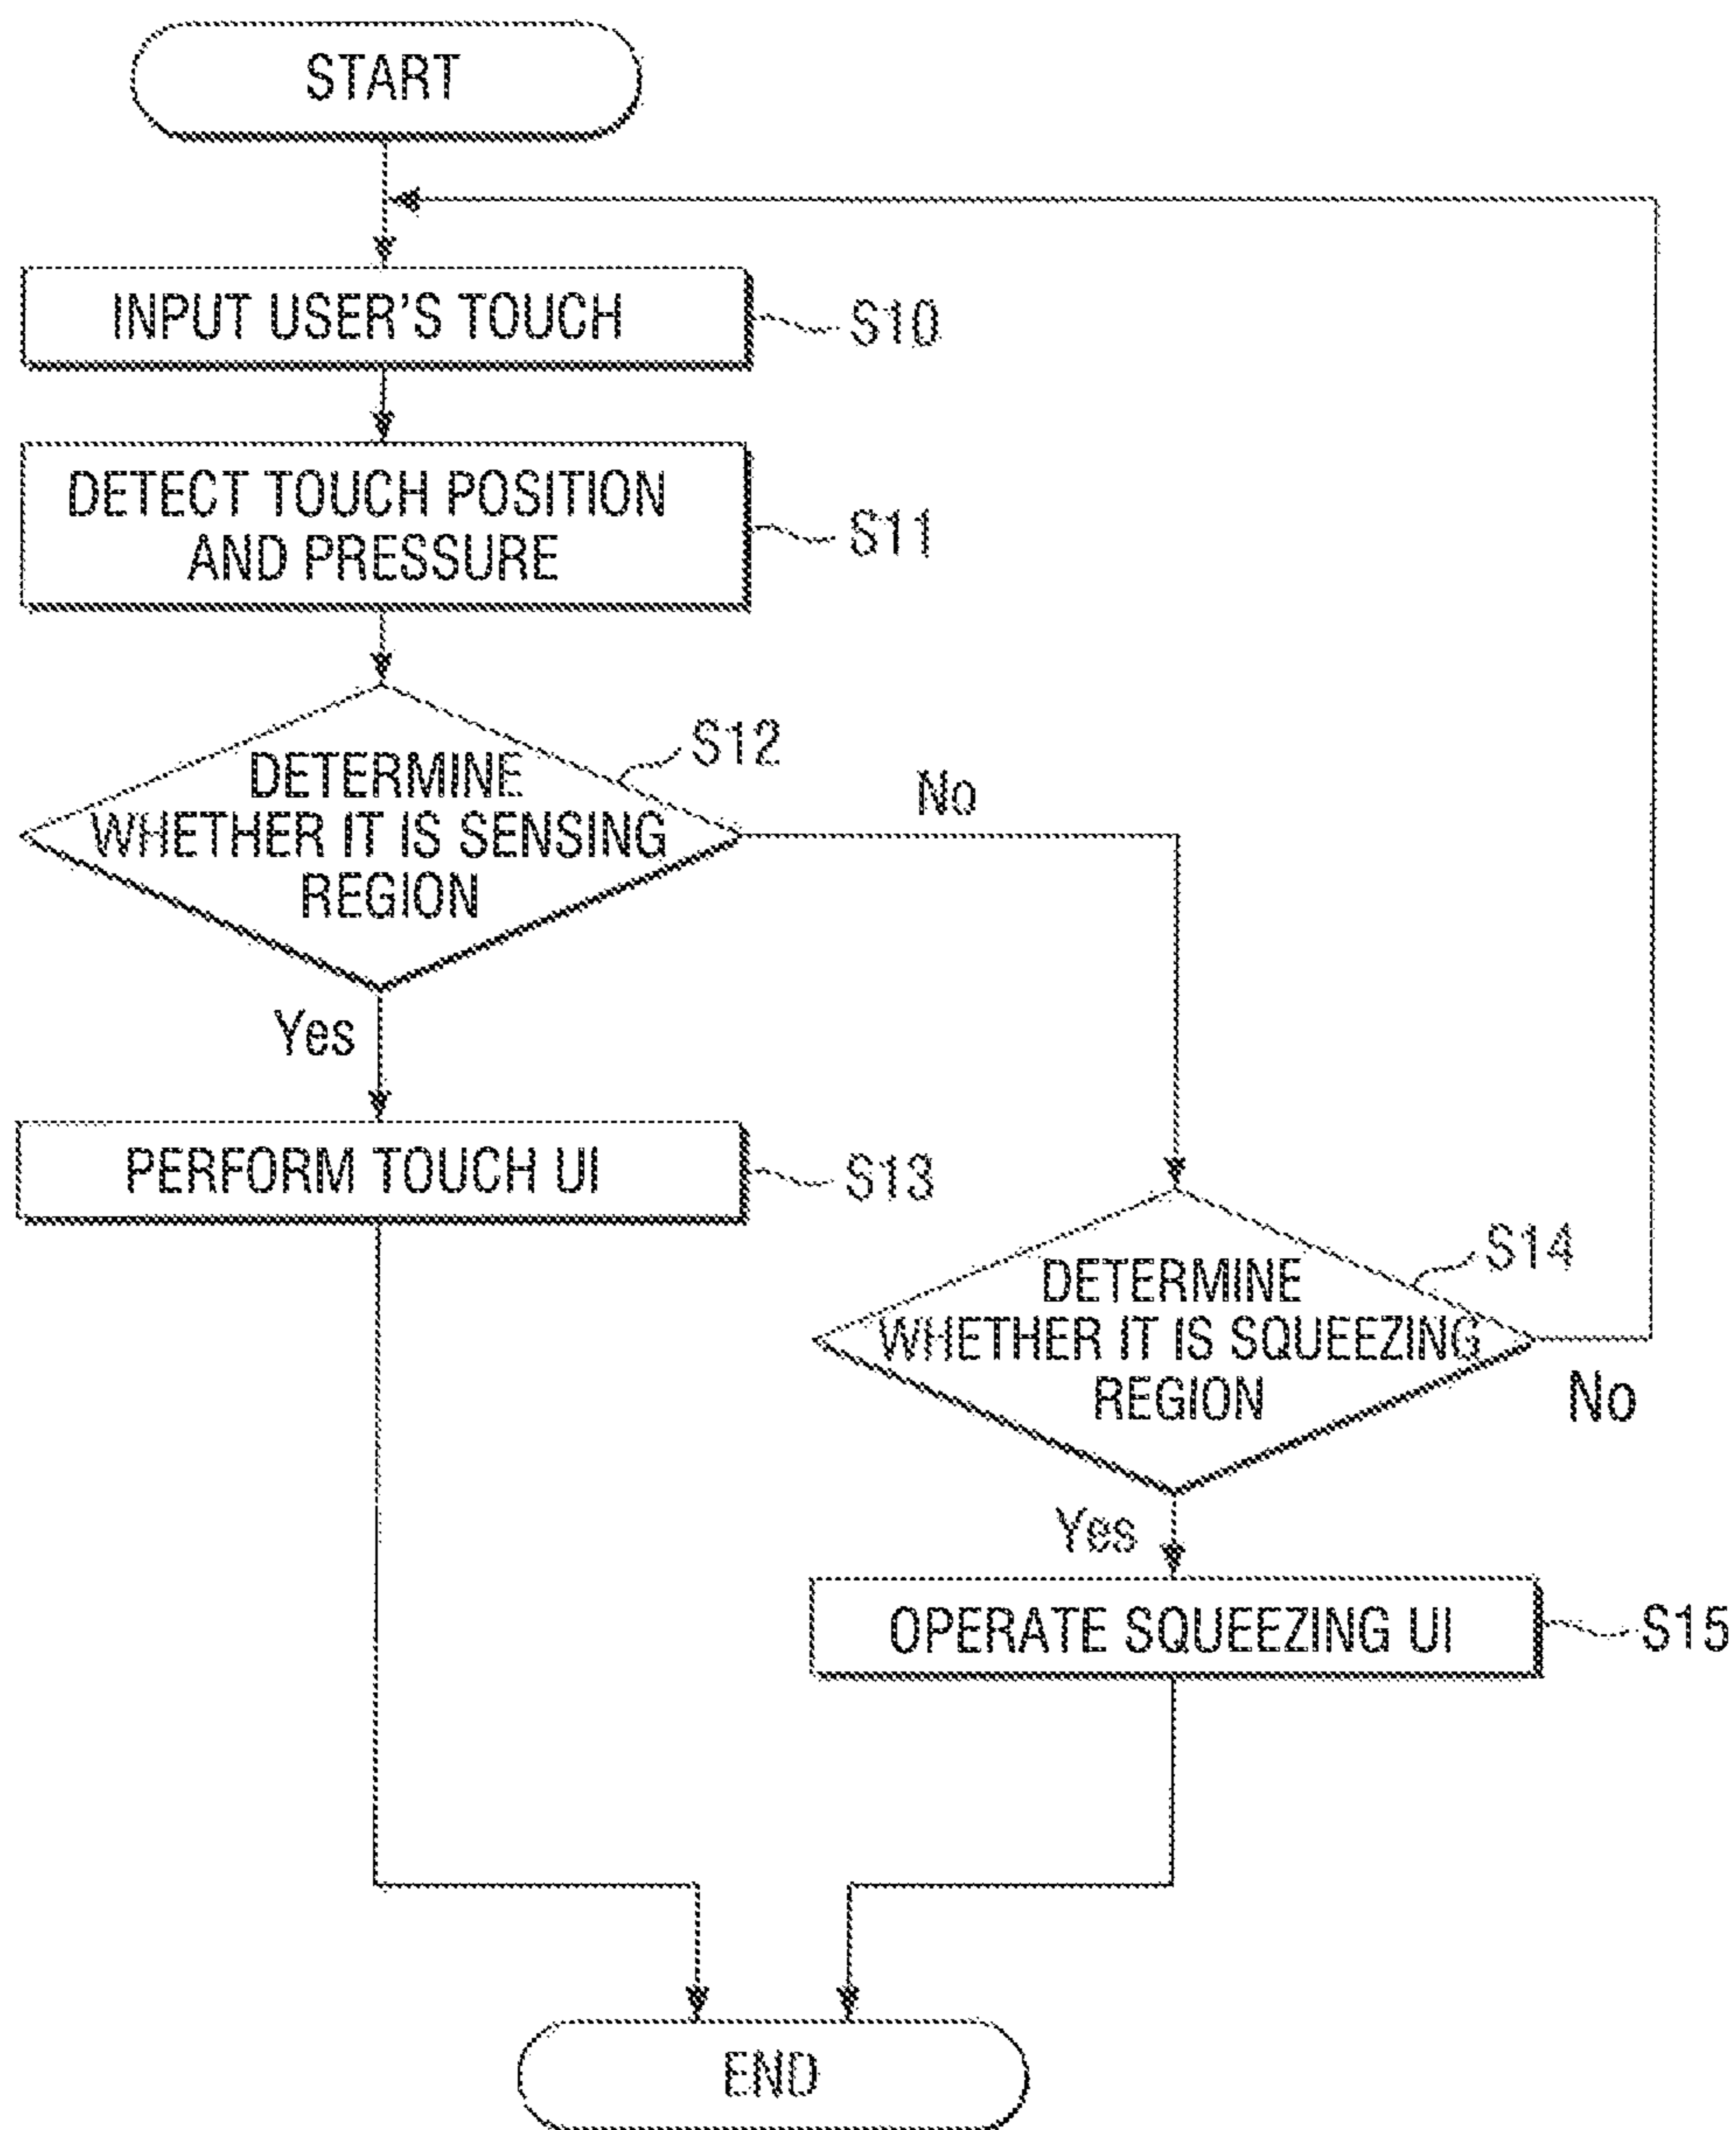 START
INPUT USER'S TOUCH
S10
DETECT TOUCH POSITION
AND PRESSURE
S11
S12
DETERMINE
WHETHER IT IS SENSING
REGION
No
Yes
PERFORM TOUCH UI
S13
S14
DETERMINE
WHETHER IT IS SQUEEZING
REGION
No
Yes
OPERATE SQUEEZING UI
S15
END